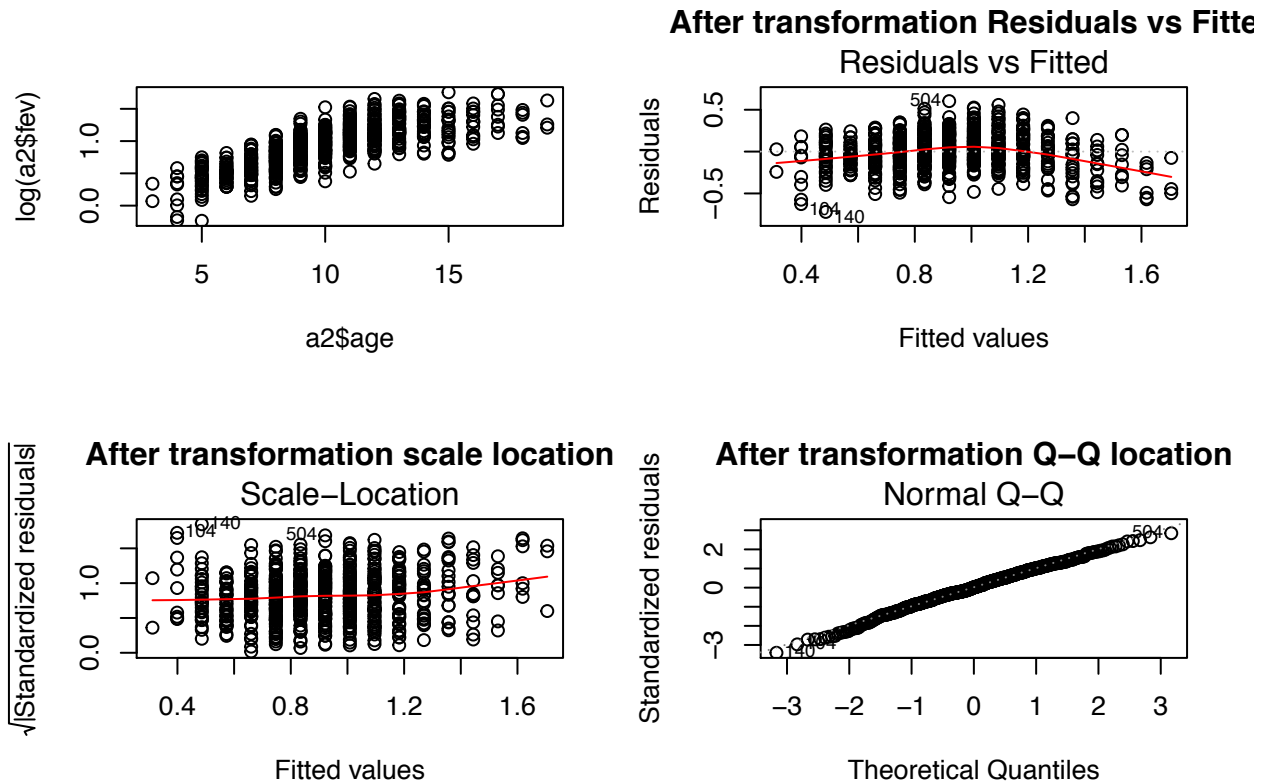 log(a2$fev)
0.0
1.0
5
10
15
a2$age
After transformation Residuals vs Fitte
Residuals vs Fitted
Residuals
−0.5
0.5
504
104
140
0.4
0.8
1.2
1.6
Fitted values
After transformation scale location
Scale−Location
√|Standardized residuals|
0.0
1.0
104
140
504
0.4
0.8
1.2
1.6
Fitted values
After transformation Q−Q location
Normal Q−Q
Standardized residuals
−3
0
2
504
104
140
−3
−2
−1
0
1
2
3
Theoretical Quantiles